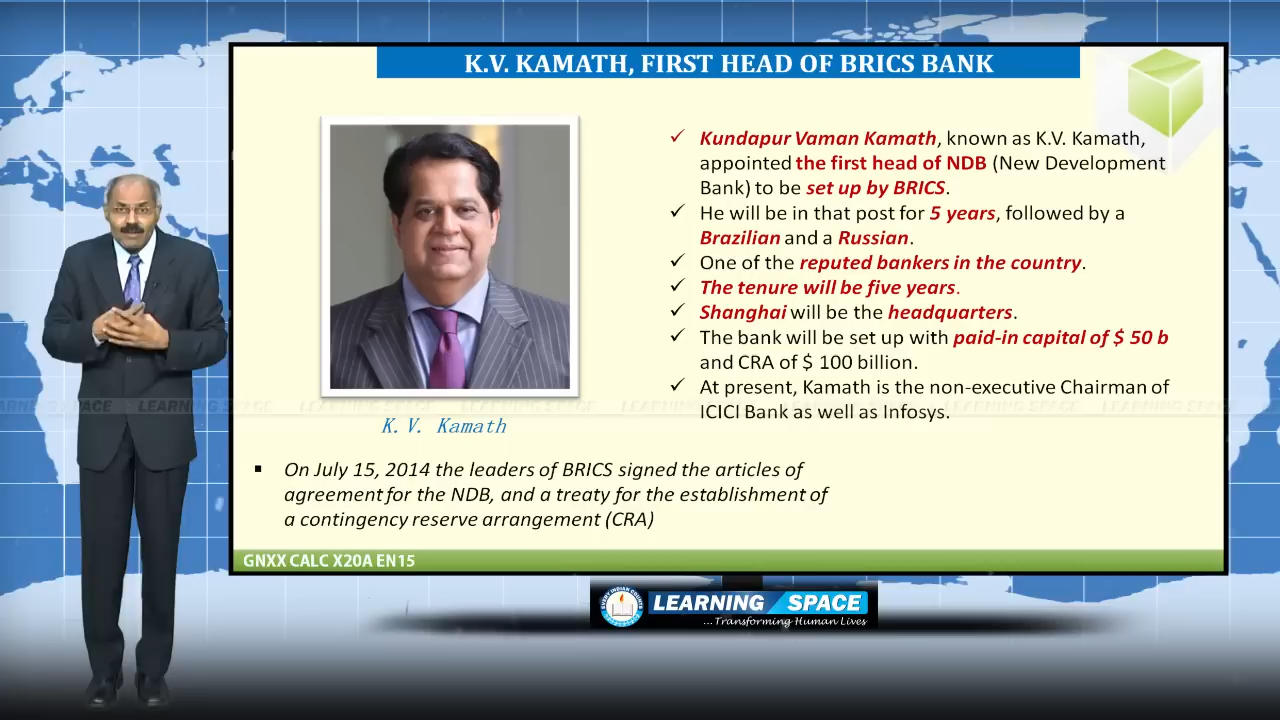 K.V. KAMATH, FIRST HEAD OF BRICS BANK
Kundapur Vaman Kamath, known as K.V. Kamath,
appointed the first head of NDB (New Development
Bank) to be set up by BRICS.
He will be in that post for 5 years, followed by a
Brazilian and a Russian.
One of the reputed bankers in the country.
The tenure will be five years.
Shanghai will be the headquarters.
The bank will be set up with paid-in capital of $ 50 b
and CRA of $ 100 billion.
At present, Kamath is the non-executive Chairman of
ICICI Bank as well as Infosys.
K.V. Kamath
On July 15, 2014 the leaders of BRICS signed the articles of
agreement for the NDB, and a treaty for the establishment of
a contingency reserve arrangement (CRA)
GNXX CALC X20A EN15
LEARNING SPACE
...Transforming Human Lives
LEARNING SPACE